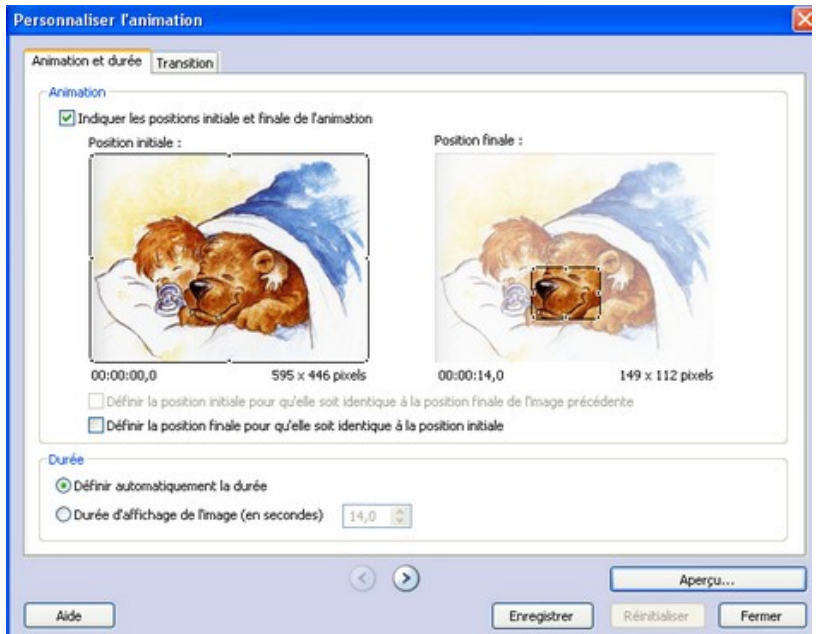 Personnaliser l'animation
Animation et durée Transition
Animation
Indiquer les positions initiale et finale de l'animation
Position initiale : Position finale :
00:00:00,0 595 x 446 pixels 00:00:14,0 149 x 112 pixels
Définir la position initiale pour qu'elle soit identique à la position finale de l'image précédente
Définir la position finale pour qu'elle soit identique à la position initiale
Durée
Définir automatiquement la durée
Durée d'affichage de l'image (en secondes) 14,0
Aperçu...
Aide Enregistrer Réinitialiser Fermer